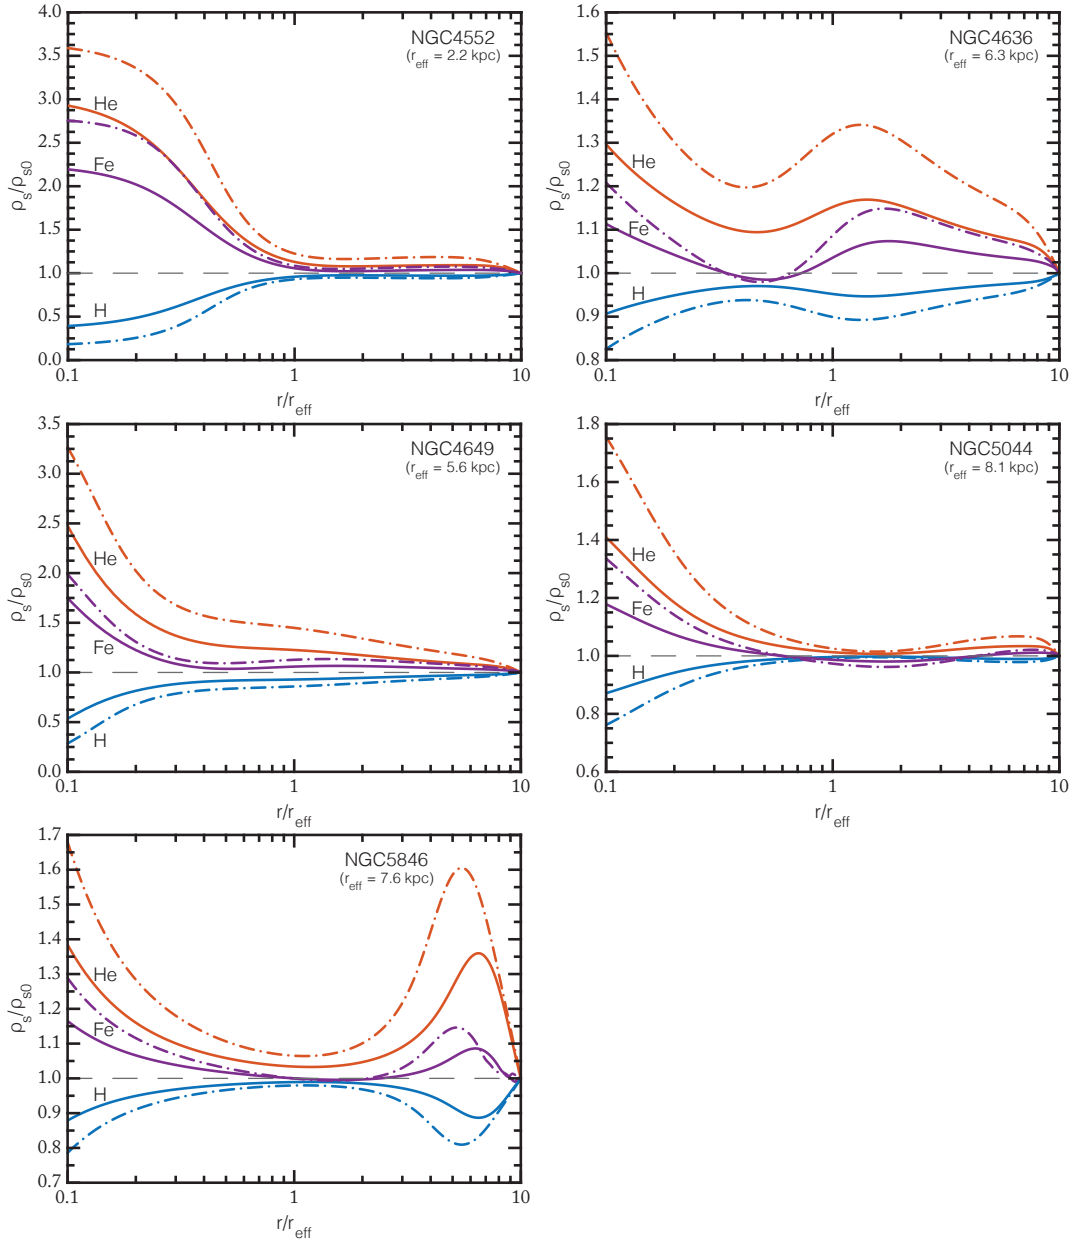 4.0
3.5
3.0
2.5
2.0
1.5
1.0
0.5
0.0
ρs/ρs0
NGC4552
(reff = 2.2 kpc)
He
Fe
H
0.1
1
10
r/reff
1.6
1.5
1.4
1.3
1.2
1.1
1.0
0.9
0.8
ρs/ρs0
NGC4636
(reff = 6.3 kpc)
He
Fe
H
0.1
1
10
r/reff
3.5
3.0
2.5
2.0
1.5
1.0
0.5
0.0
ρs/ρs0
NGC4649
(reff = 5.6 kpc)
He
Fe
H
0.1
1
10
r/reff
1.8
1.6
1.4
1.2
1.0
0.8
0.6
ρs/ρs0
NGC5044
(reff = 8.1 kpc)
He
Fe
H
0.1
1
10
r/reff
1.7
1.6
1.5
1.4
1.3
1.2
1.1
1.0
0.9
0.8
0.7
ρs/ρs0
NGC5846
(reff = 7.6 kpc)
He
Fe
H
0.1
1
10
r/reff